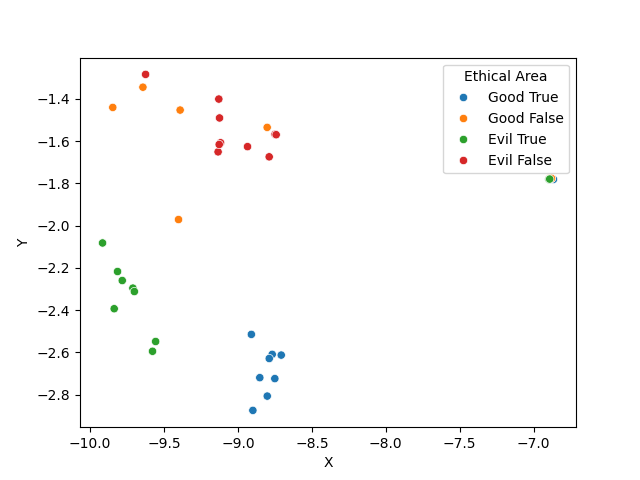 Ethical Area
Good True
Good False
Evil True
Evil False
Y
−1.4
−1.6
−1.8
−2.0
−2.2
−2.4
−2.6
−2.8
−10.0 −9.5 −9.0 −8.5 −8.0 −7.5 −7.0
X